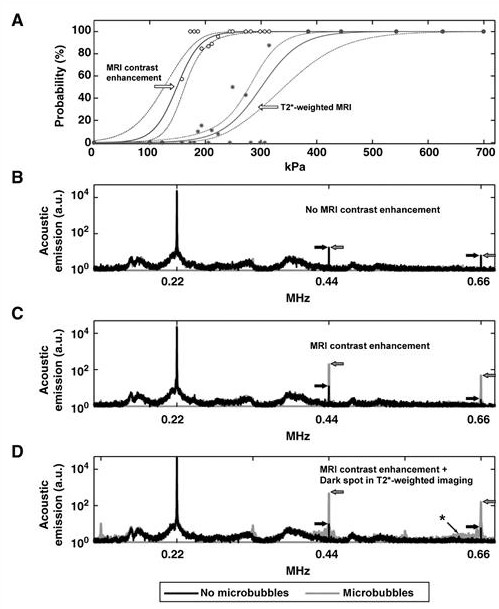 A
100
80
60
40
20
0
Probability (%)
MRI contrast
enhancement
T2*-weighted MRI
0 100 200 300 400 500 600 700
kPa
B
10^4
10^2
10^0
Acoustic
emission (a.u.)
No MRI contrast enhancement
0.22 0.44 0.66
MHz
C
10^4
10^2
10^0
Acoustic
emission (a.u.)
MRI contrast enhancement
0.22 0.44 0.66
MHz
D
10^4
10^2
10^0
Acoustic
emission (a.u.)
MRI contrast enhancement +
Dark spot in T2*-weighted imaging
*
0.22 0.44 0.66
MHz
No microbubbles Microbubbles